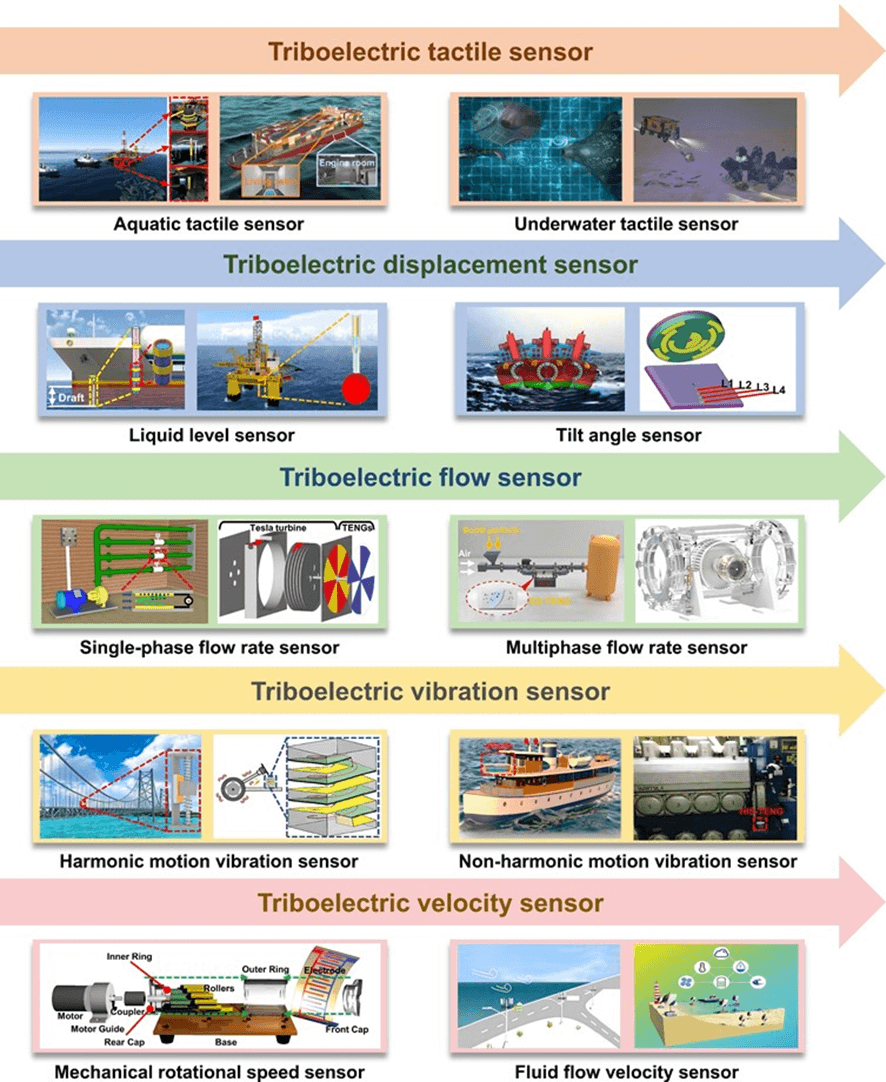 Triboelectric tactile sensor
Engine room
Aquatic tactile sensor
Underwater tactile sensor
Triboelectric displacement sensor
Draft
L1 L2 L3 L4
Liquid level sensor
Tilt angle sensor
Triboelectric flow sensor
Tesla turbine
TENGs
Air
Single-phase flow rate sensor
Multiphase flow rate sensor
Triboelectric vibration sensor
Harmonic motion vibration sensor
Non-harmonic motion vibration sensor
Triboelectric velocity sensor
Inner Ring
Outer Ring
Electrode
Rollers
Motor
Coupler
Motor Guide
Rear Cap
Base
Front Cap
Mechanical rotational speed sensor
Fluid flow velocity sensor